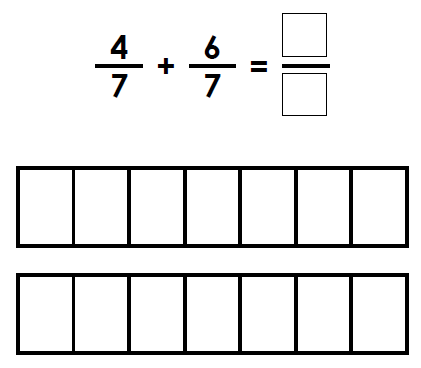 4/7 + 6/7 =